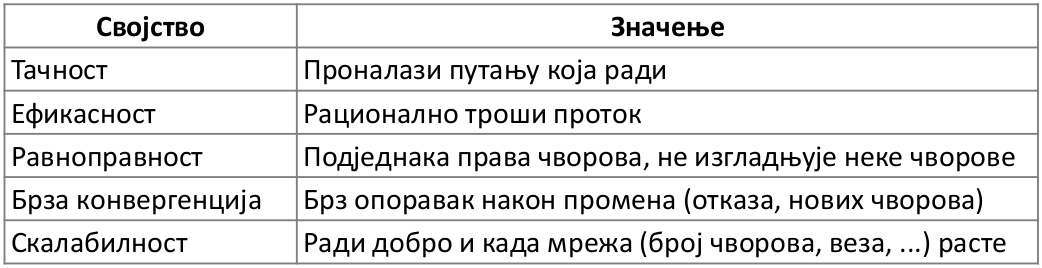 Својство Значење
Тачност Проналази путању која ради
Ефикасност Рационално троши проток
Равноправност Подједнака права чворова, не изгладњује неке чворове
Брза конвергенција Брз опоравак након промена (отказа, нових чворова)
Скалабилност Ради добро и када мрежа (број чворова, веза, ...) расте